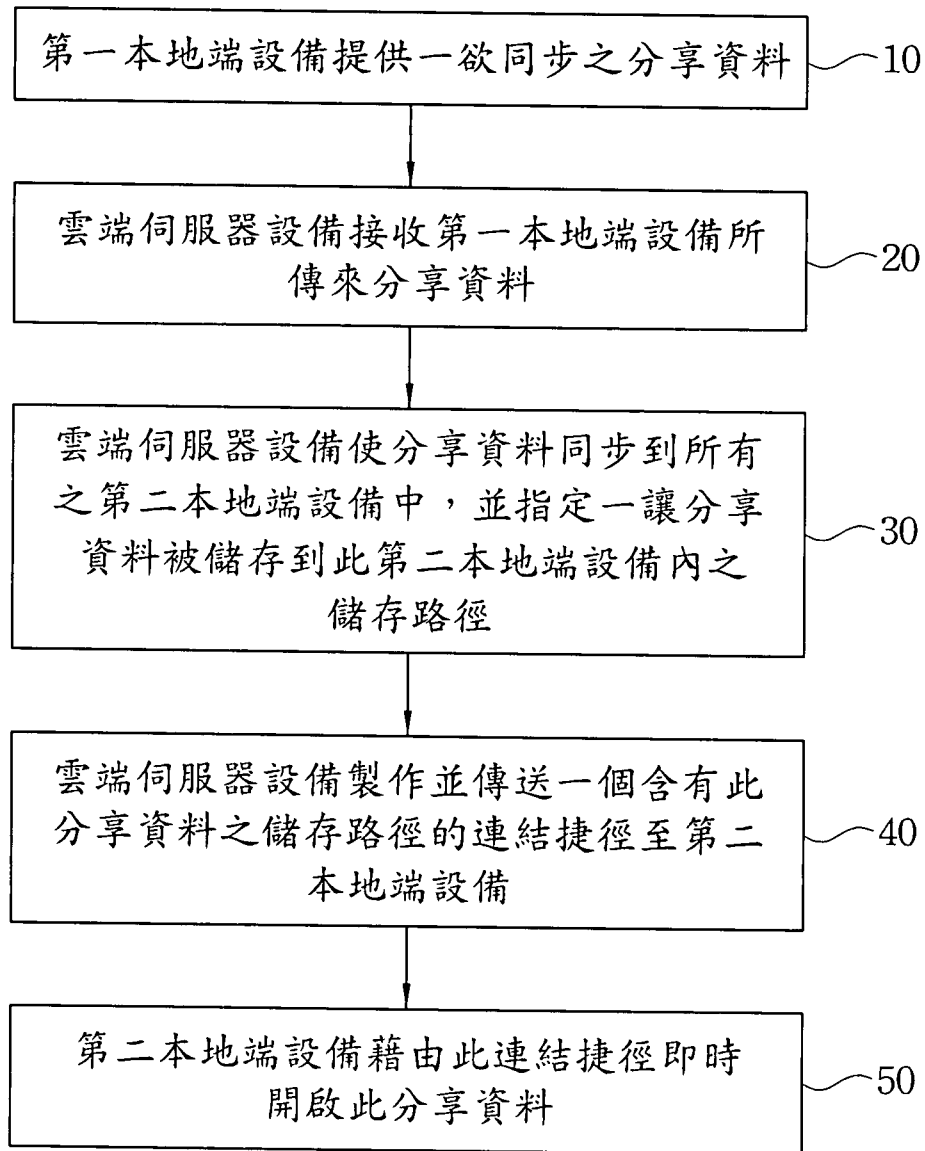 第一本地端設備提供一欲同步之分享資料
10
雲端伺服器設備接收第一本地端設備所
傳來分享資料
20
雲端伺服器設備使分享資料同步到所有
之第二本地端設備中，並指定一讓分享
資料被儲存到此第二本地端設備內之
儲存路徑
30
雲端伺服器設備製作並傳送一個含有此
分享資料之儲存路徑的連結捷徑至第二
本地端設備
40
第二本地端設備藉由此連結捷徑即時
開啟此分享資料
50